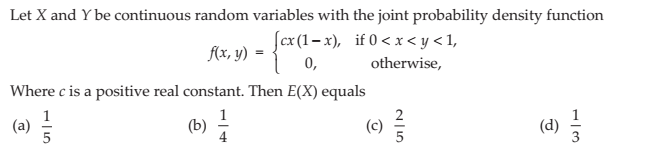 Let X and Y be continuous random variables with the joint probability density function
f(x, y) = { cx (1 – x), if 0 < x < y < 1,
0, otherwise,
Where c is a positive real constant. Then E(X) equals
(a) 1/5 (b) 1/4 (c) 2/5 (d) 1/3